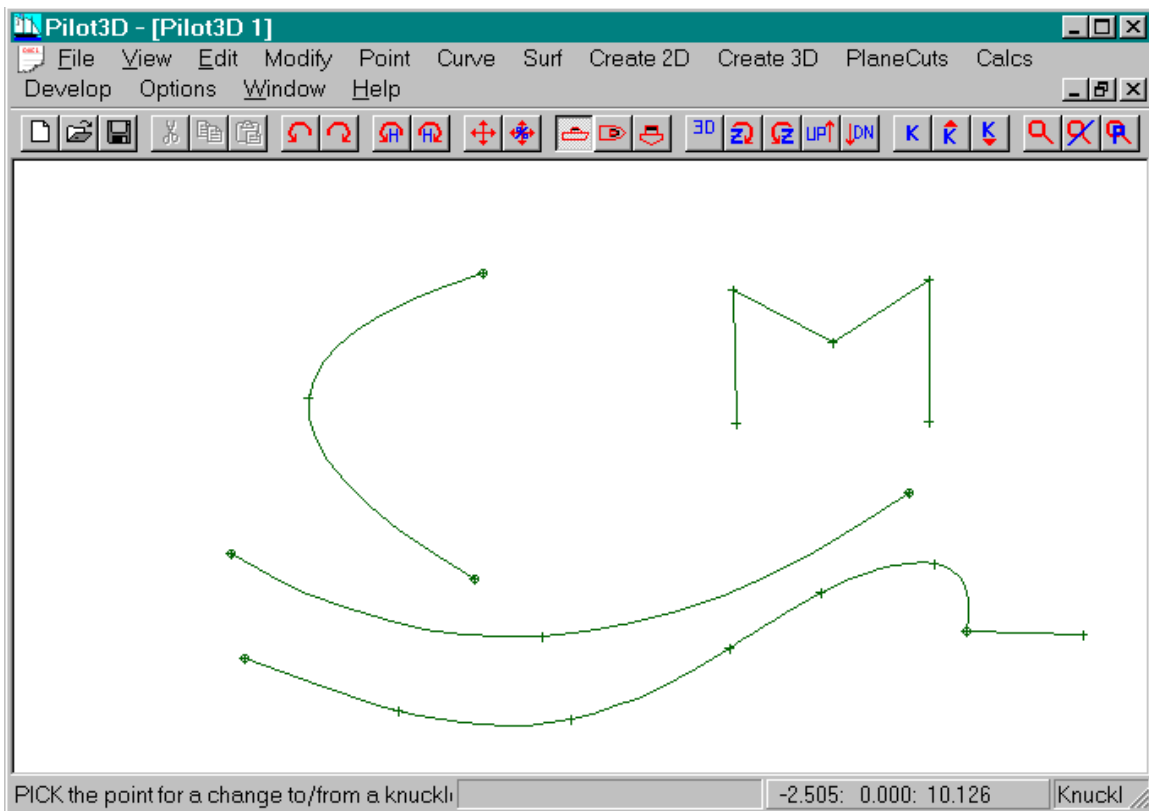 Pilot3D - [Pilot3D 1]
File View Edit Modify Point Curve Surf Create 2D Create 3D PlaneCuts Calcs
Develop Options Window Help
H H % 3D Z Z UP DN K K K P
PICK the point for a change to/from a knuckl -2.505: 0.000: 10.126 Knuckl